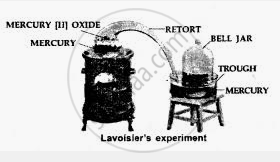 MERCURY [II] OXIDE
MERCURY
RETORT
BELL JAR
TROUGH
MERCURY
Lavoisier's experiment